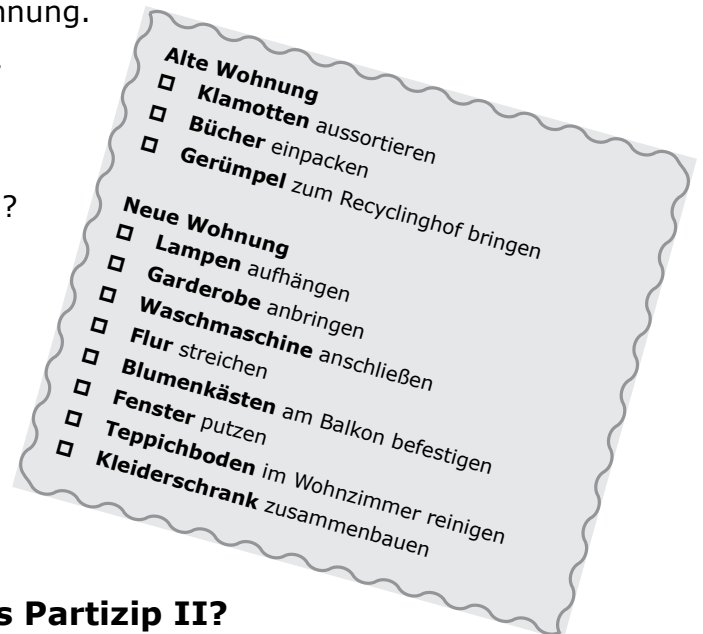 nnung.
?
Alte Wohnung
Klamotten aussortieren
Bücher einpacken
Gerümpel zum Recyclinghof bringen
Neue Wohnung
Lampen aufhängen
Garderobe anbringen
Waschmaschine anschließen
Flur streichen
Blumenkästen am Balkon befestigen
Fenster putzen
Teppichboden im Wohnzimmer reinigen
Kleiderschrank zusammenbauen
s Partizip II?